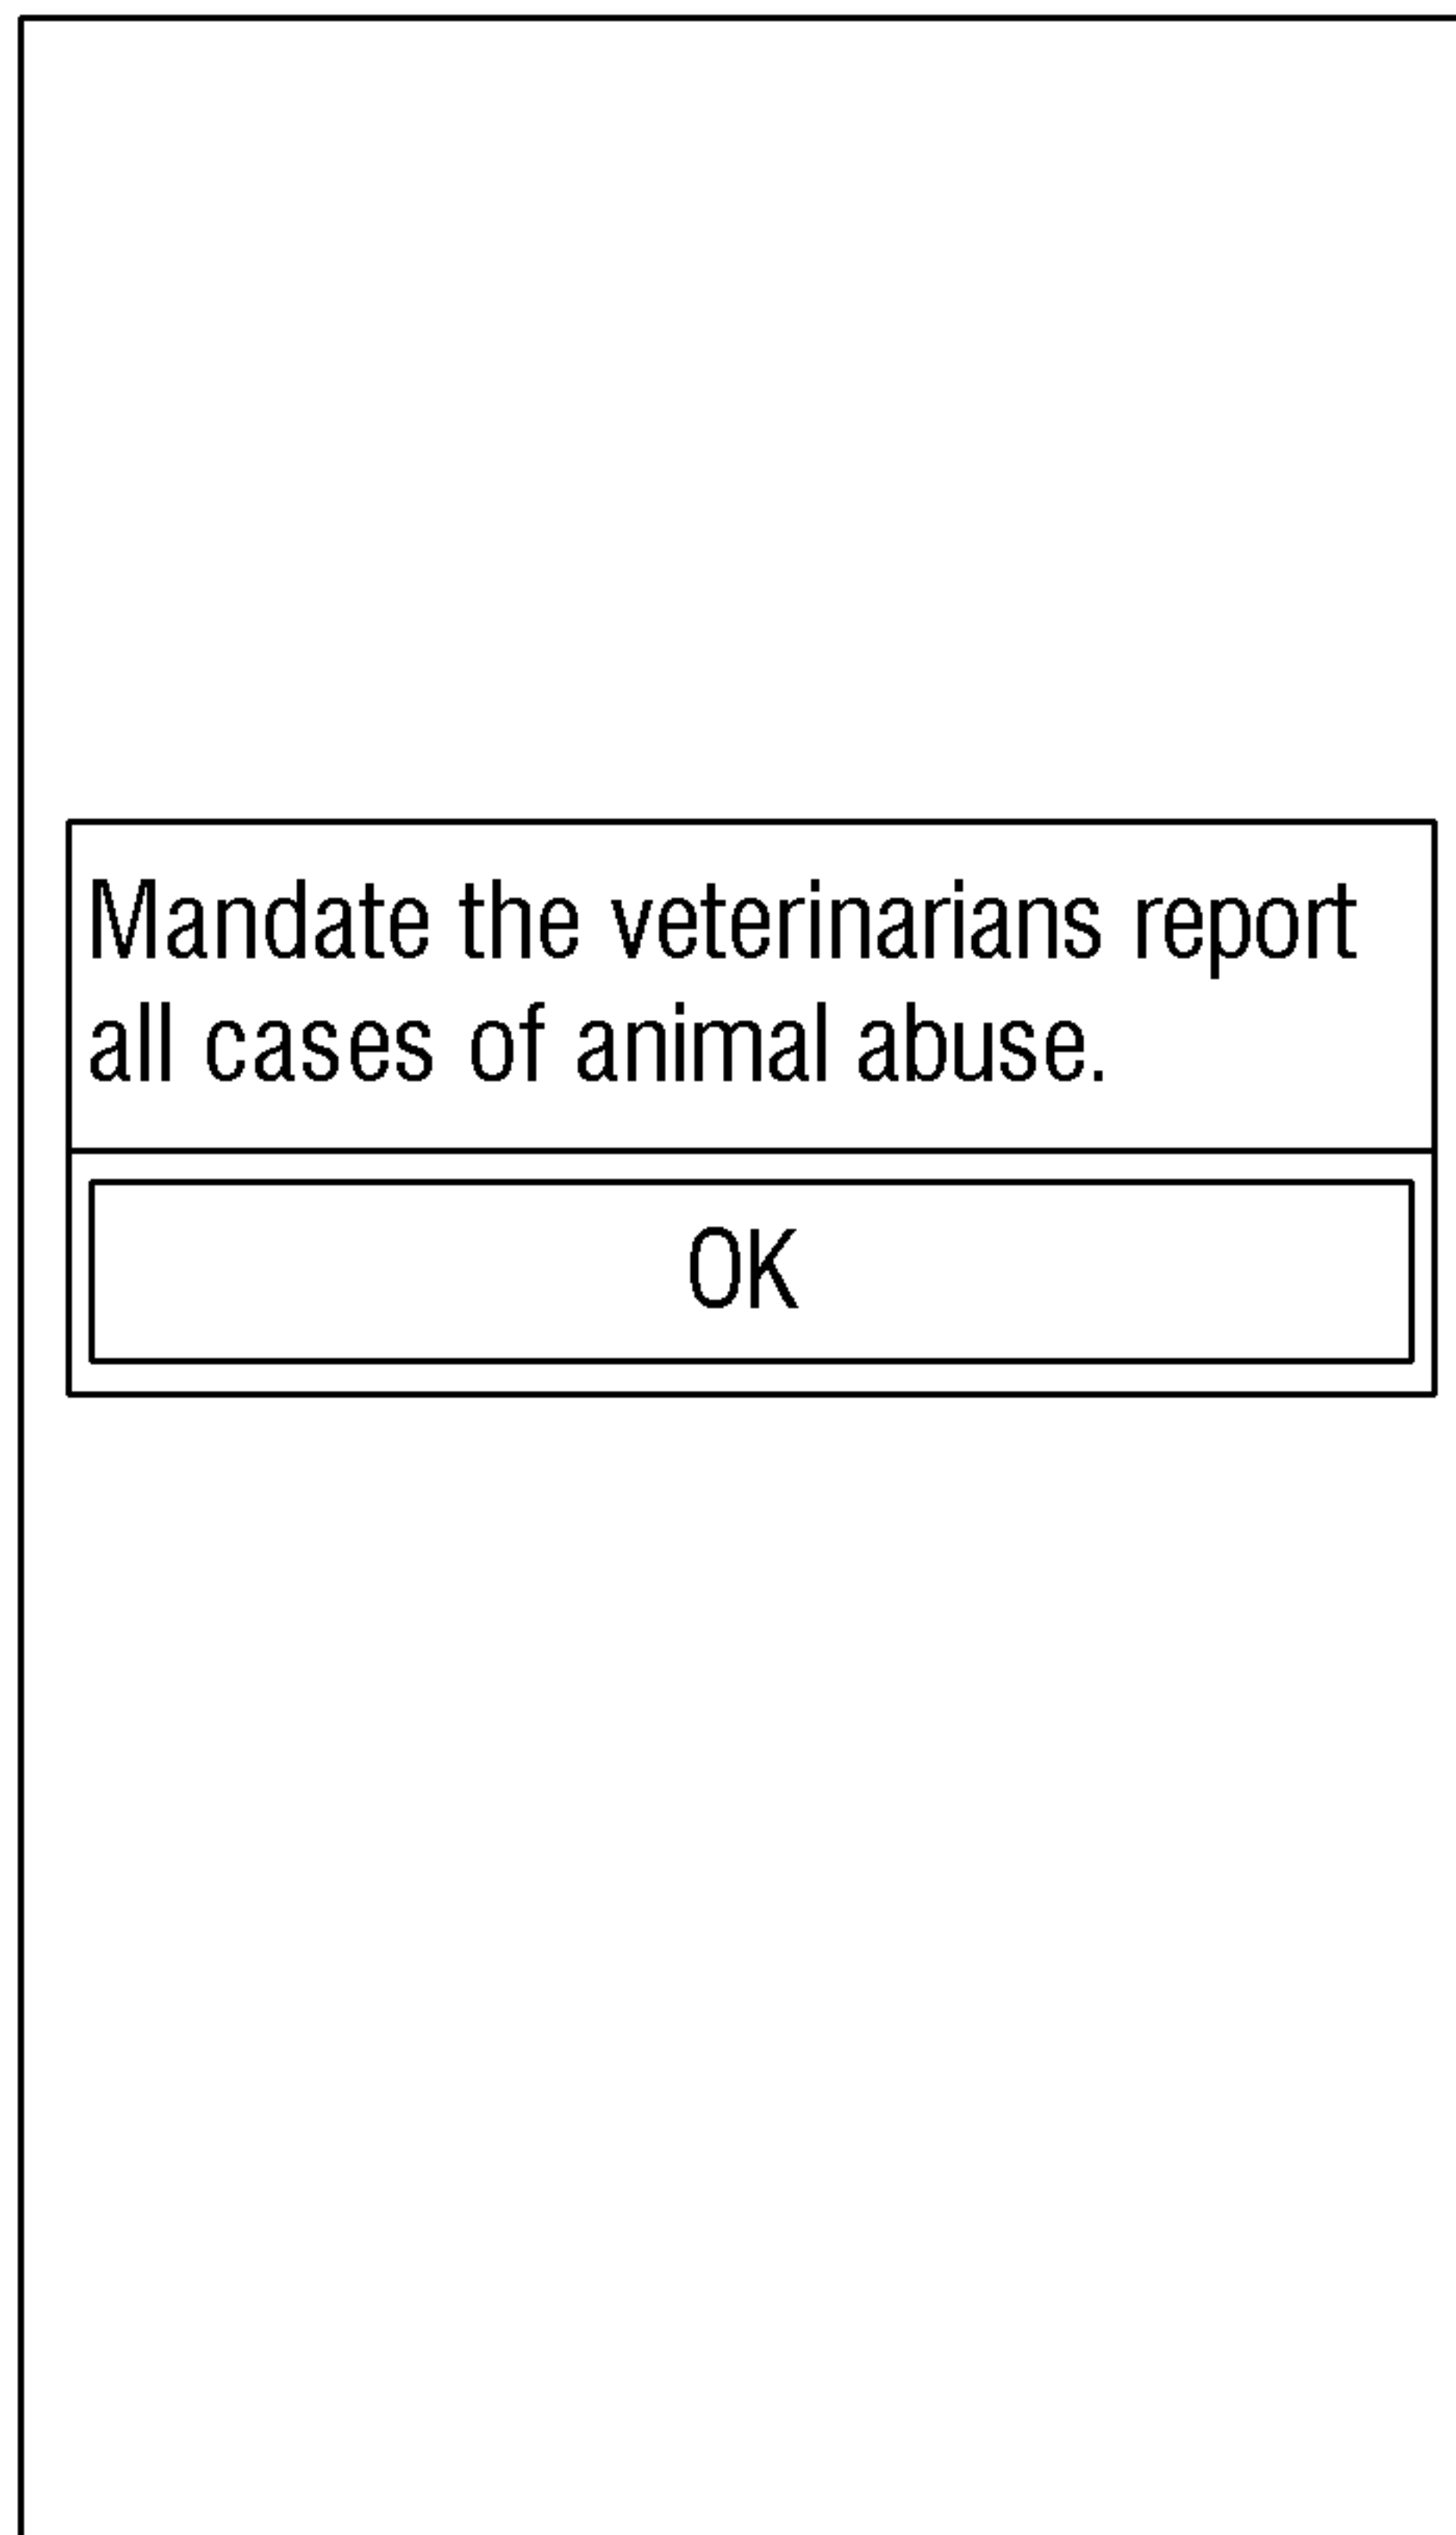 Mandate the veterinarians report
all cases of animal abuse.
OK